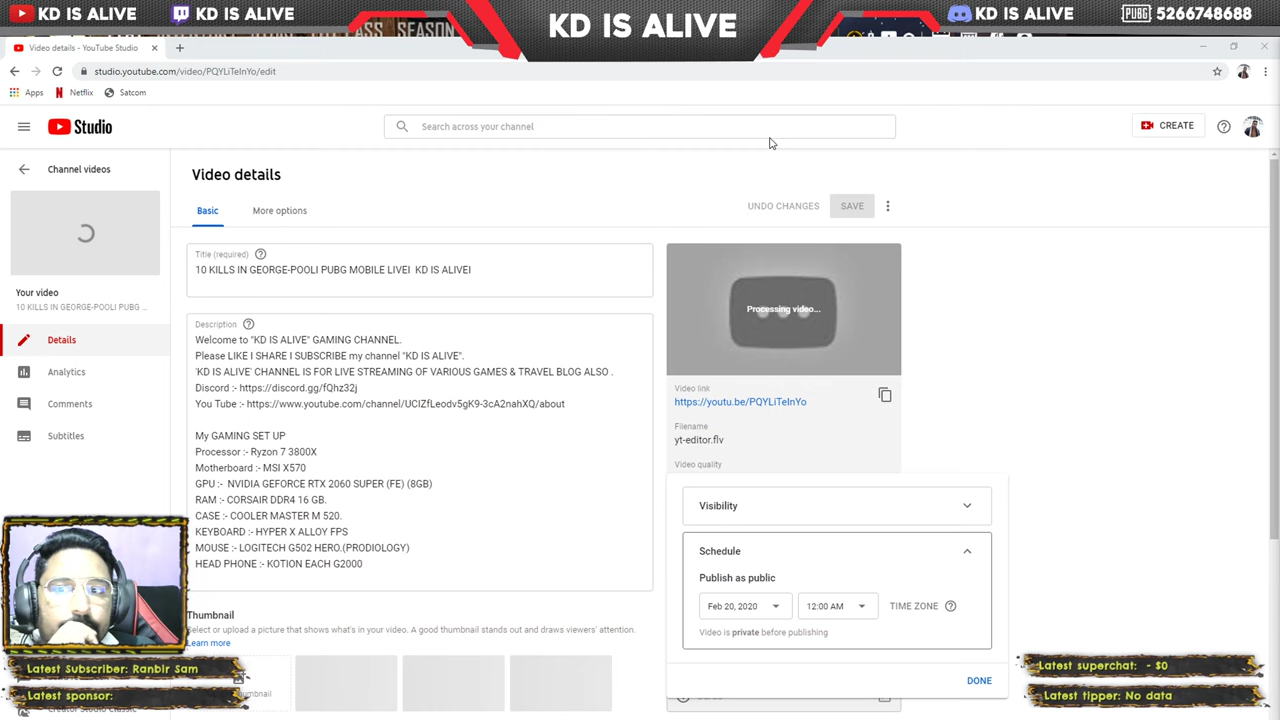 KD IS ALIVE
KD IS ALIVE
KD IS ALIVE
KD IS ALIVE
PUBG 5266748688
SEASON
Video details - YouTube Studio
studio.youtube.com/video/PQYLiTeInYo/edit
Apps
Netflix
Satcom
Studio
Search across your channel
CREATE
Channel videos
Video details
Basic
More options
UNDO CHANGES
SAVE
Title (required)
10 KILLS IN GEORGE-POOLI PUBG MOBILE LIVEI  KD IS ALIVEI
Processing video...
Your video
10 KILLS IN GEORGE-POOLI PUBG ...
Details
Analytics
Comments
Subtitles
Description
Welcome to "KD IS ALIVE" GAMING CHANNEL.
Please LIKE I SHARE I SUBSCRIBE my channel "KD IS ALIVE".
'KD IS ALIVE' CHANNEL IS FOR LIVE STREAMING OF VARIOUS GAMES & TRAVEL BLOG ALSO .
Discord :- https://discord.gg/fQhz32j
You Tube :- https://www.youtube.com/channel/UCIZfLeodv5gK9-3cA2nahXQ/about
My GAMING SET UP
Processor :- Ryzon 7 3800X
Motherboard :- MSI X570
GPU :-  NVIDIA GEFORCE RTX 2060 SUPER (FE) (8GB)
RAM :- CORSAIR DDR4 16 GB.
CASE :- COOLER MASTER M 520.
KEYBOARD :- HYPER X ALLOY FPS
MOUSE :- LOGITECH G502 HERO.(PRODIOLOGY)
HEAD PHONE :- KOTION EACH G2000
Video link
https://youtu.be/PQYLiTeInYo
Filename
yt-editor.flv
Video quality
Visibility
Schedule
Publish as public
Feb 20, 2020
12:00 AM
TIME ZONE
Video is private before publishing
DONE
Thumbnail
Select or upload a picture that shows what's in your video. A good thumbnail stands out and draws viewers' attention.
Learn more
Latest Subscriber: Ranbir Sam
Latest sponsor:
Latest superchat: - $0
Latest tipper: No data